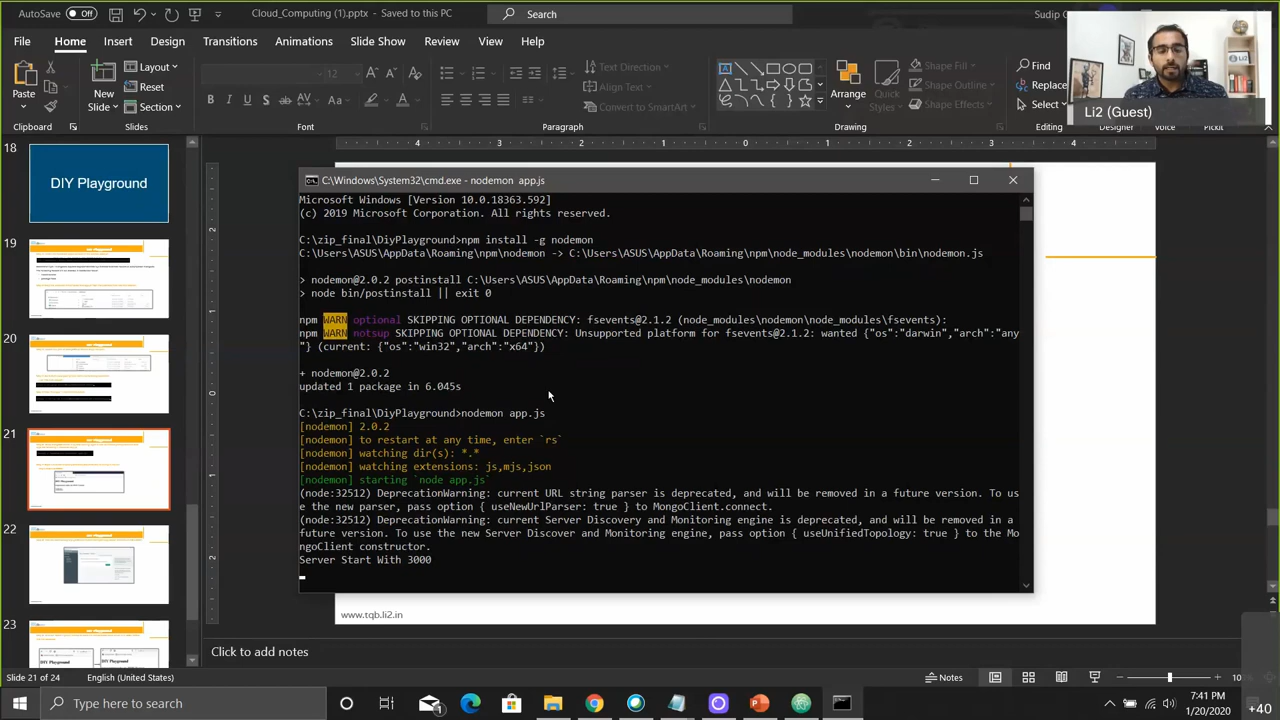 AutoSave Off
Cloud_Computing (1).pptx - Saved to this PC
Search
Sudip
File Home Insert Design Transitions Animations Slide Show Review View Help
Paste
New
Slide
Layout
Reset
Section
12
Text Direction
Align Text
Convert to SmartArt
Arrange
Quick
Styles
Shape Fill
Shape Outline
Shape Effects
Find
Replace
Select
Li2
Li2 (Guest)
Clipboard Slides Font Paragraph Drawing Editing Designer Voice Pickit
18
DIY Playground
19
20
21
22
23
C:\Windows\System32\cmd.exe - nodemon app.js
Microsoft Windows [Version 10.0.18363.592]
(c) 2019 Microsoft Corporation. All rights reserved.
C:\zip_final\DiyPlayground>npm install -g nodemon
C:\Users\ASUS\AppData\Roaming\npm\nodemon -> C:\Users\ASUS\AppData\Roaming\npm\node_modules\nodemon\bin\nodemon.js
> nodemon@2.0.2 postinstall C:\Users\ASUS\AppData\Roaming\npm\node_modules\nodemon
> node bin/postinstall || exit 0
npm WARN optional SKIPPING OPTIONAL DEPENDENCY: fsevents@2.1.2 (node_modules\nodemon\node_modules\fsevents):
npm WARN notsup SKIPPING OPTIONAL DEPENDENCY: Unsupported platform for fsevents@2.1.2: wanted {"os":"darwin","arch":"any
"} (current: {"os":"win32","arch":"x64"})
+ nodemon@2.0.2
updated 1 package in 6.045s
C:\zip_final\DiyPlayground>nodemon app.js
[nodemon] 2.0.2
[nodemon] to restart at any time, enter `rs`
[nodemon] watching dir(s): *.*
[nodemon] watching extensions: js,mjs,json
[nodemon] starting `node app.js`
(node:32512) DeprecationWarning: current URL string parser is deprecated, and will be removed in a future version. To us
e the new parser, pass option { useNewUrlParser: true } to MongoClient.connect.
(node:32512) DeprecationWarning: current Server Discovery and Monitoring engine is deprecated, and will be removed in a
future version. To use the new Server Discover and Monitoring engine, pass option { useUnifiedTopology: true } to the Mo
ngoClient constructor.
Server Start With 3000
www.tqb.li2.in
Click to add notes
Slide 21 of 24
English (United States)
Notes
Type here to search
7:41 PM
1/20/2020
+40